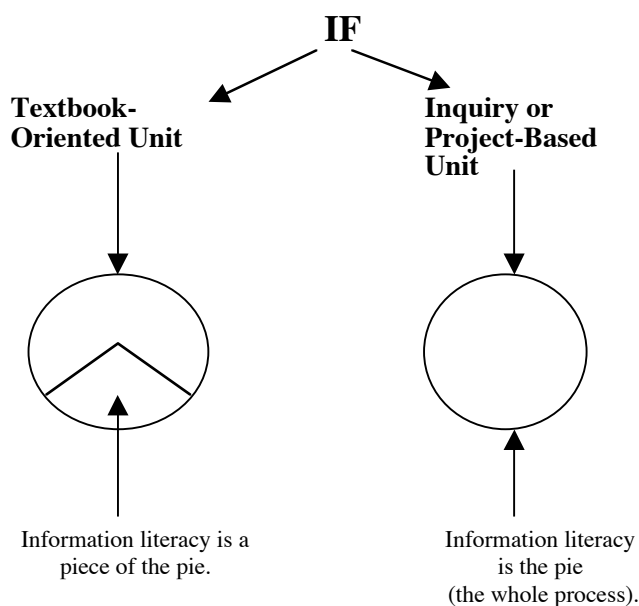 IF
Textbook-
Oriented Unit
Inquiry or
Project-Based
Unit
Information literacy is a
piece of the pie.
Information literacy
is the pie
(the whole process).